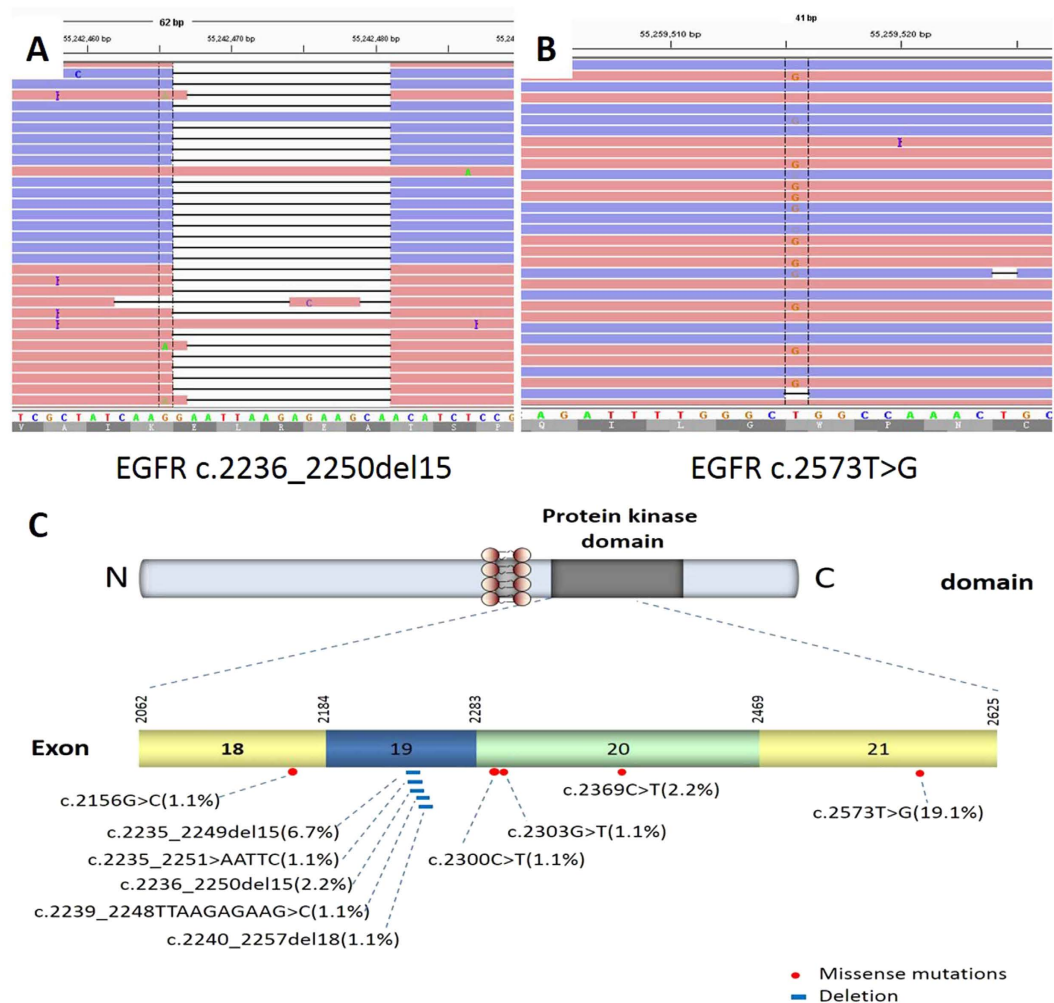 A
62 bp
55,242,460 bp
55,242,470 bp
55,242,480 bp
55,24
C
A
C
A
T C G C T A T C A A G G A A T T A A G A G A A G C A A C A T C T C C G
V A I K E L R E A T S P
EGFR c.2236_2250del15
B
41 bp
55,259,510 bp
55,259,520 bp
G
G
G
G
G
G
G
G
G
G
G
G
A G A T T T T G G G C T G G C C A A A C T G C
Q I L G W P N C
EGFR c.2573T>G
C
Protein kinase
domain
N
C
domain
2062
2184
2283
2469
2625
Exon
18
19
20
21
c.2156G>C(1.1%)
c.2235_2249del15(6.7%)
c.2235_2251>AATTC(1.1%)
c.2236_2250del15(2.2%)
c.2239_2248TTAAGAGAAG>C(1.1%)
c.2240_2257del18(1.1%)
c.2300C>T(1.1%)
c.2303G>T(1.1%)
c.2369C>T(2.2%)
c.2573T>G(19.1%)
Missense mutations
Deletion